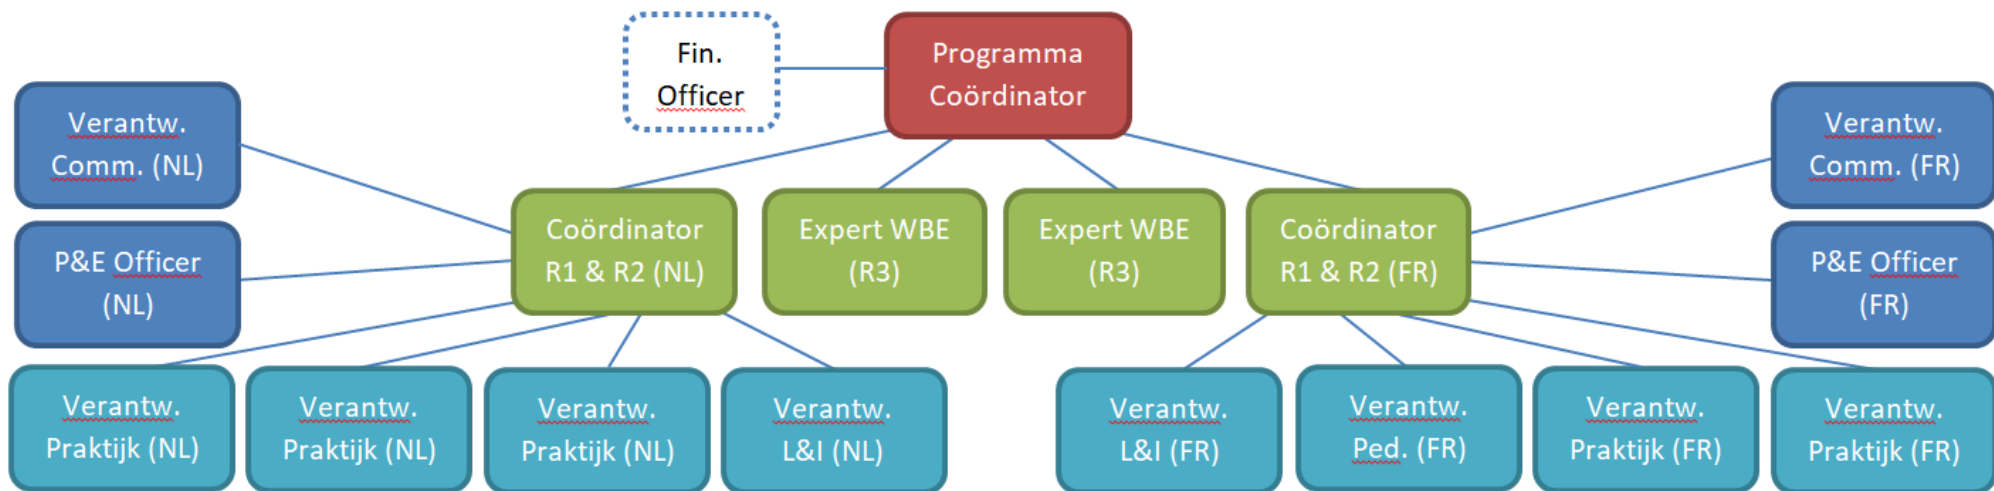 Fin.
Officer
Programma
Coördinator
Verantw.
Comm. (NL)
Verantw.
Comm. (FR)
Coördinator
R1 & R2 (NL)
Expert WBE
(R3)
Expert WBE
(R3)
Coördinator
R1 & R2 (FR)
P&E Officer
(NL)
P&E Officer
(FR)
Verantw.
Praktijk (NL)
Verantw.
Praktijk (NL)
Verantw.
Praktijk (NL)
Verantw.
L&I (NL)
Verantw.
L&I (FR)
Verantw.
Ped. (FR)
Verantw.
Praktijk (FR)
Verantw.
Praktijk (FR)